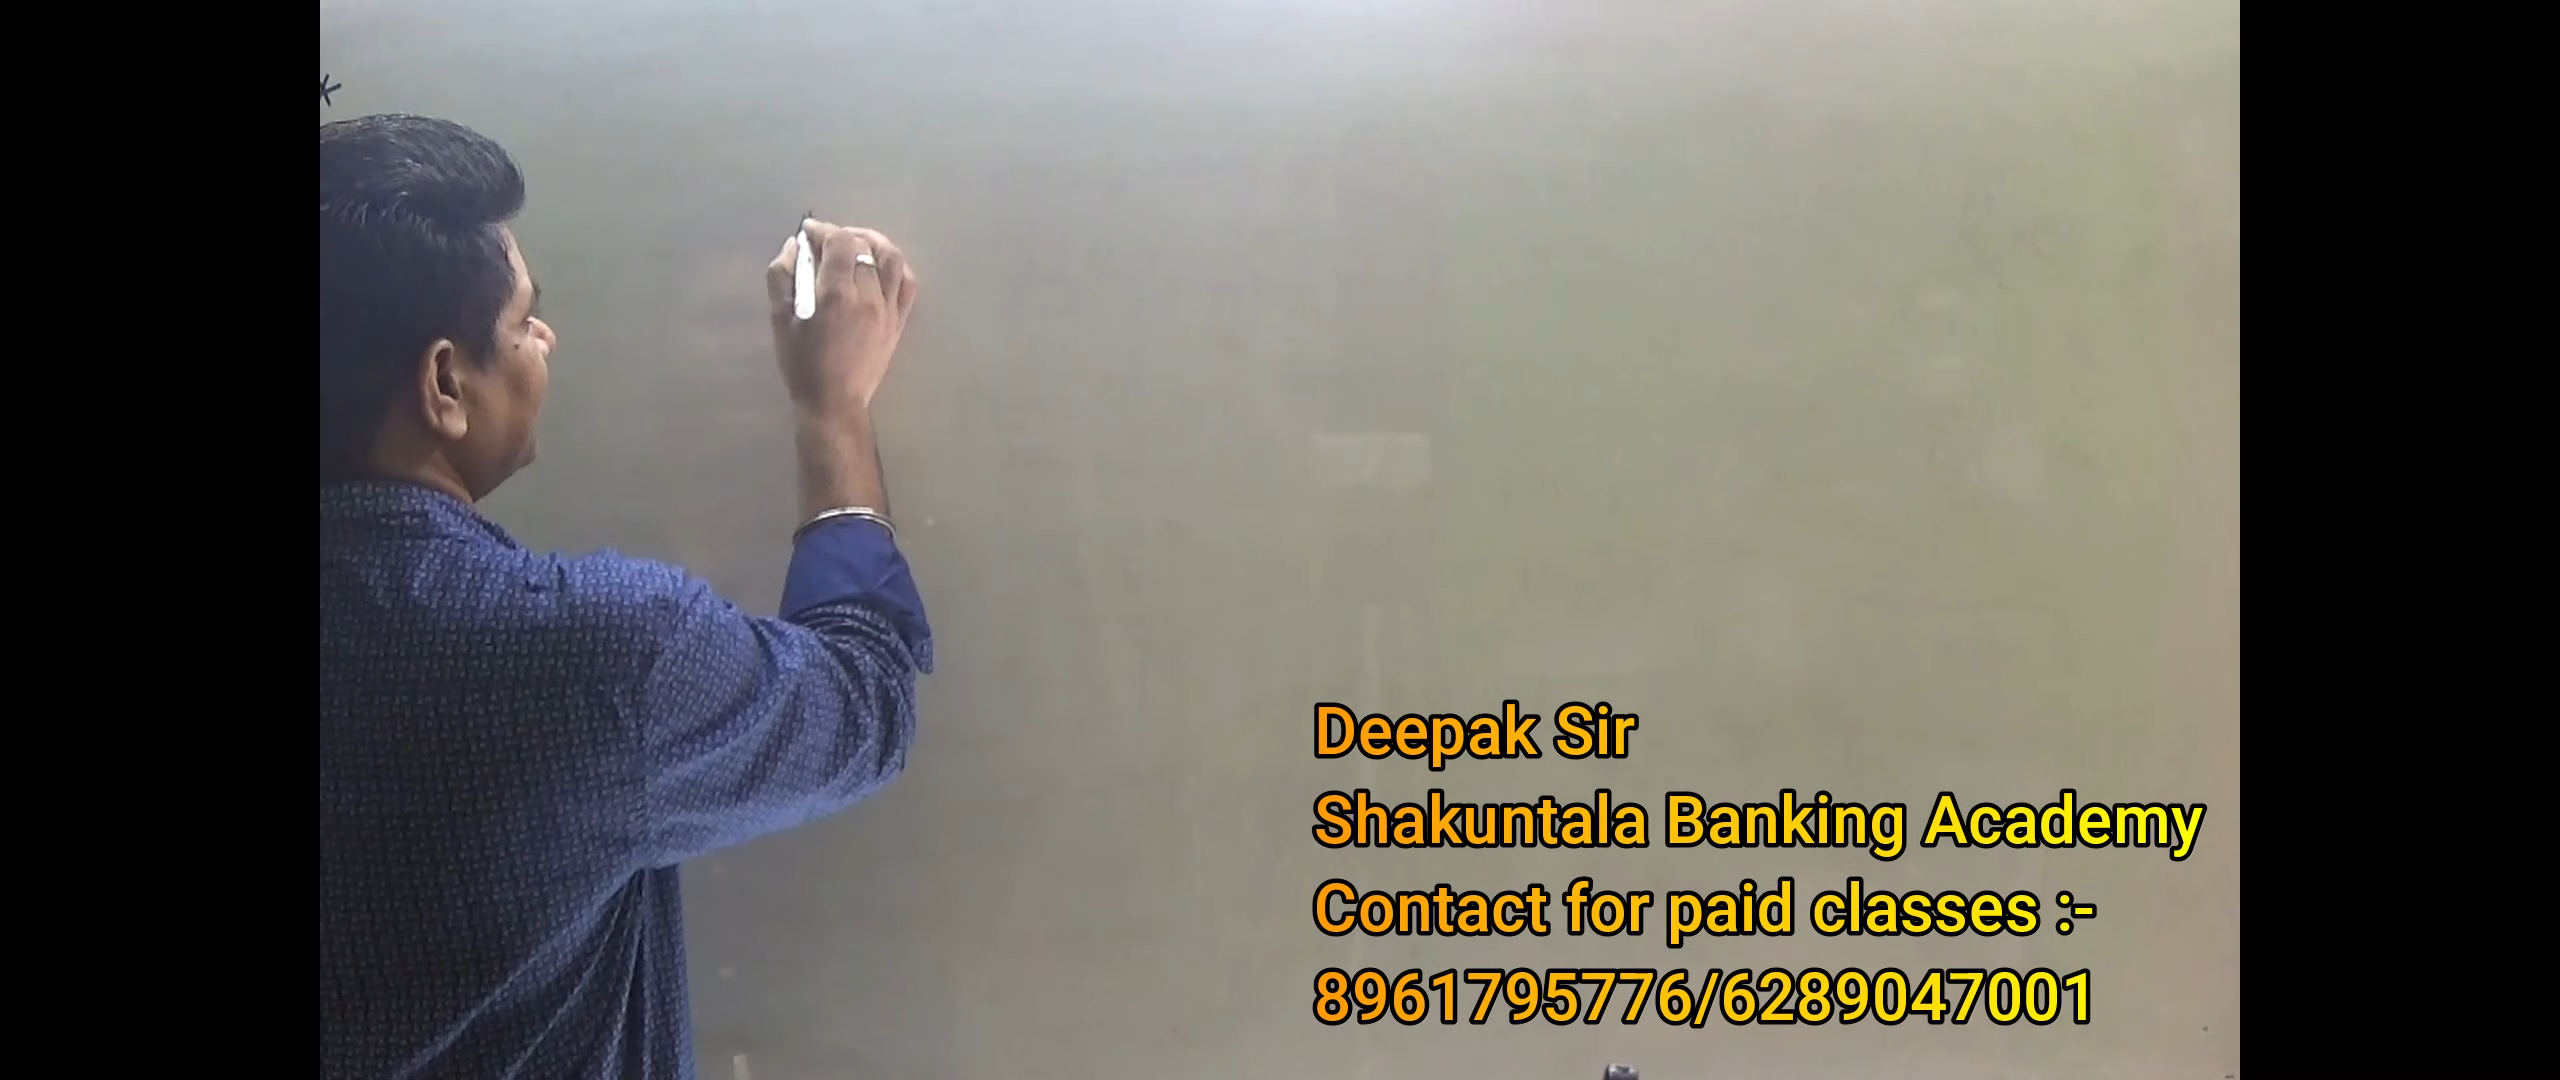 *
Deepak Sir
Shakuntala Banking Academy
Contact for paid classes :-
8961795776/6289047001